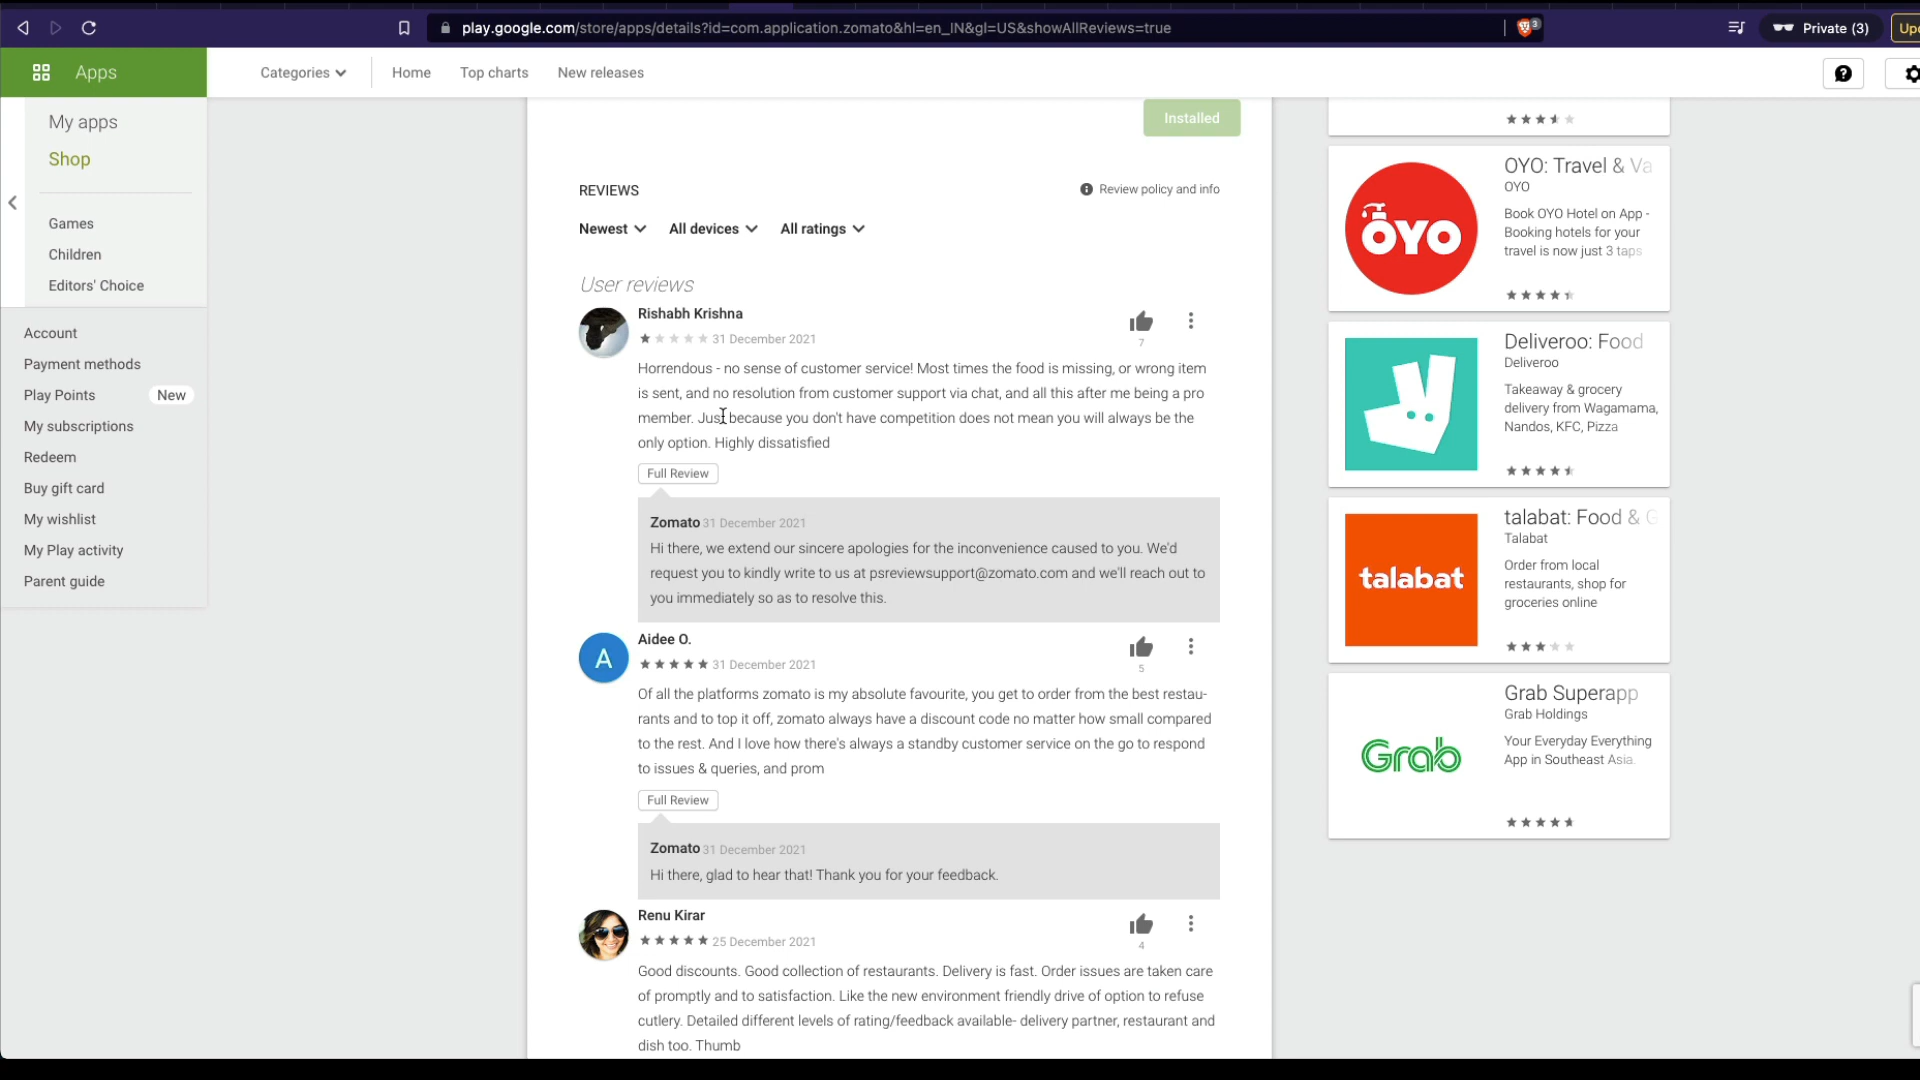 play.google.com/store/apps/details?id=com.application.zomato&hl=en_IN&gl=US&showAllReviews=true
3
Private (3)
Apps
Categories
Home
Top charts
New releases
My apps
Shop
Games
Children
Editors' Choice
Account
Payment methods
Play Points
New
My subscriptions
Redeem
Buy gift card
My wishlist
My Play activity
Parent guide
Installed
REVIEWS
Review policy and info
Newest
All devices
All ratings
User reviews
Rishabh Krishna
31 December 2021
7
Horrendous - no sense of customer service! Most times the food is missing, or wrong item
is sent, and no resolution from customer support via chat, and all this after me being a pro
member. Just because you don't have competition does not mean you will always be the
only option. Highly dissatisfied
Full Review
Zomato 31 December 2021
Hi there, we extend our sincere apologies for the inconvenience caused to you. We'd
request you to kindly write to us at psreviewsupport@zomato.com and we'll reach out to
you immediately so as to resolve this.
A
Aidee O.
31 December 2021
5
Of all the platforms zomato is my absolute favourite, you get to order from the best restau-
rants and to top it off, zomato always have a discount code no matter how small compared
to the rest. And I love how there's always a standby customer service on the go to respond
to issues & queries, and prom
Full Review
Zomato 31 December 2021
Hi there, glad to hear that! Thank you for your feedback.
Renu Kirar
25 December 2021
4
Good discounts. Good collection of restaurants. Delivery is fast. Order issues are taken care
of promptly and to satisfaction. Like the new environment friendly drive of option to refuse
cutlery. Detailed different levels of rating/feedback available- delivery partner, restaurant and
dish too. Thumb
OYO
OYO: Travel & Va
OYO
Book OYO Hotel on App -
Booking hotels for your
travel is now just 3 taps
Deliveroo: Food
Deliveroo
Takeaway & grocery
delivery from Wagamama,
Nandos, KFC, Pizza
talabat
talabat: Food & G
Talabat
Order from local
restaurants, shop for
groceries online
Grab
Grab Superapp
Grab Holdings
Your Everyday Everything
App in Southeast Asia.